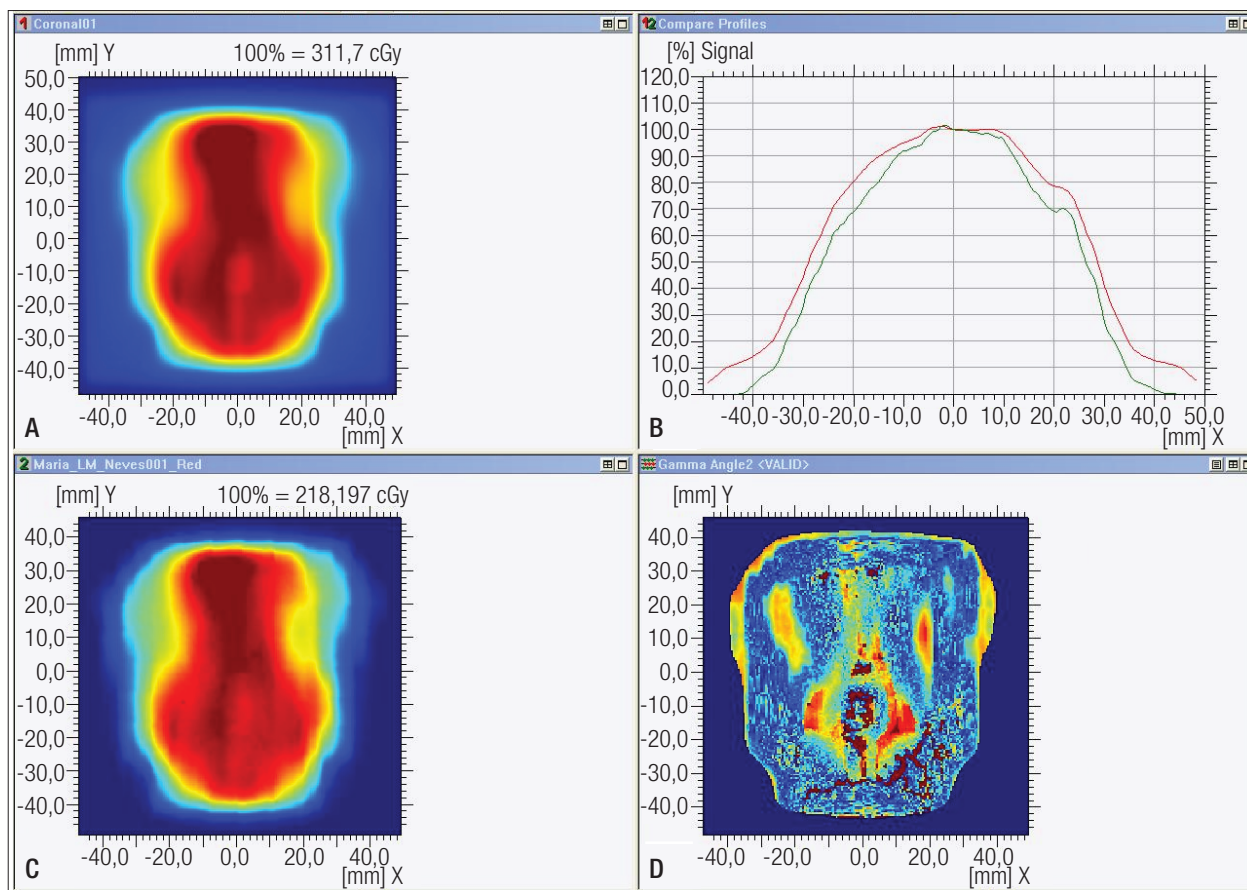 1 Coronal01
[mm] Y
100% = 311,7 cGy
50,0
40,0
30,0
20,0
10,0
0,0
-10,0
-20,0
-30,0
-40,0
-40,0 -20,0 0,0 20,0 40,0
[mm] X
A
12 Compare Profiles
[%] Signal
120,0
110,0
100,0
90,0
80,0
70,0
60,0
50,0
40,0
30,0
20,0
10,0
0,0
-40,0 -30,0 -20,0 -10,0 0,0 10,0 20,0 30,0 40,0 50,0
[mm] X
B
2 Maria_LM_Neves001_Red
[mm] Y
100% = 218,197 cGy
40,0
30,0
20,0
10,0
0,0
-10,0
-20,0
-30,0
-40,0
-40,0 -20,0 0,0 20,0 40,0
[mm] X
C
Gamma Angle2 <VALID>
[mm] Y
40,0
30,0
20,0
10,0
0,0
-10,0
-20,0
-30,0
-40,0
-40,0 -20,0 0,0 20,0 40,0
[mm] X
D